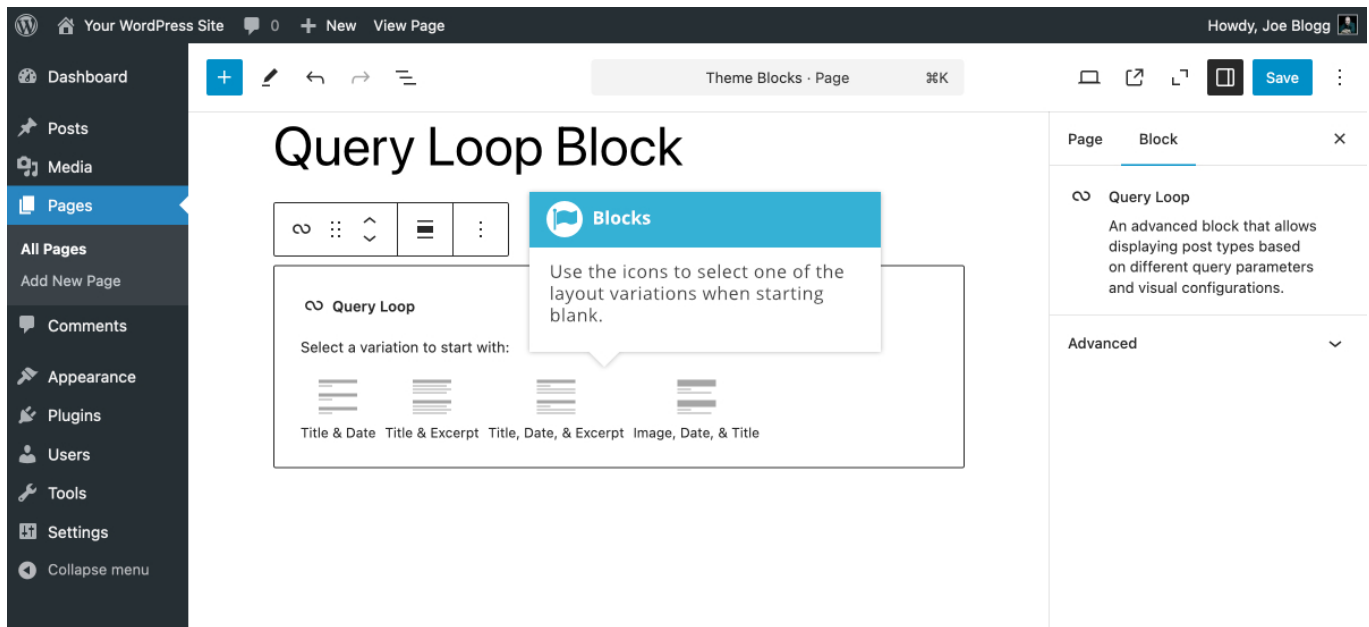 Your WordPress Site 0 New View Page Howdy, Joe Blogg
Dashboard
Posts
Media
Pages
All Pages
Add New Page
Comments
Appearance
Plugins
Users
Tools
Settings
Collapse menu
Theme Blocks · Page ⌘K
Save
Query Loop Block
Blocks
Use the icons to select one of the
layout variations when starting
blank.
Query Loop
Select a variation to start with:
Title & Date Title & Excerpt Title, Date, & Excerpt Image, Date, & Title
Page Block
Query Loop
An advanced block that allows
displaying post types based
on different query parameters
and visual configurations.
Advanced